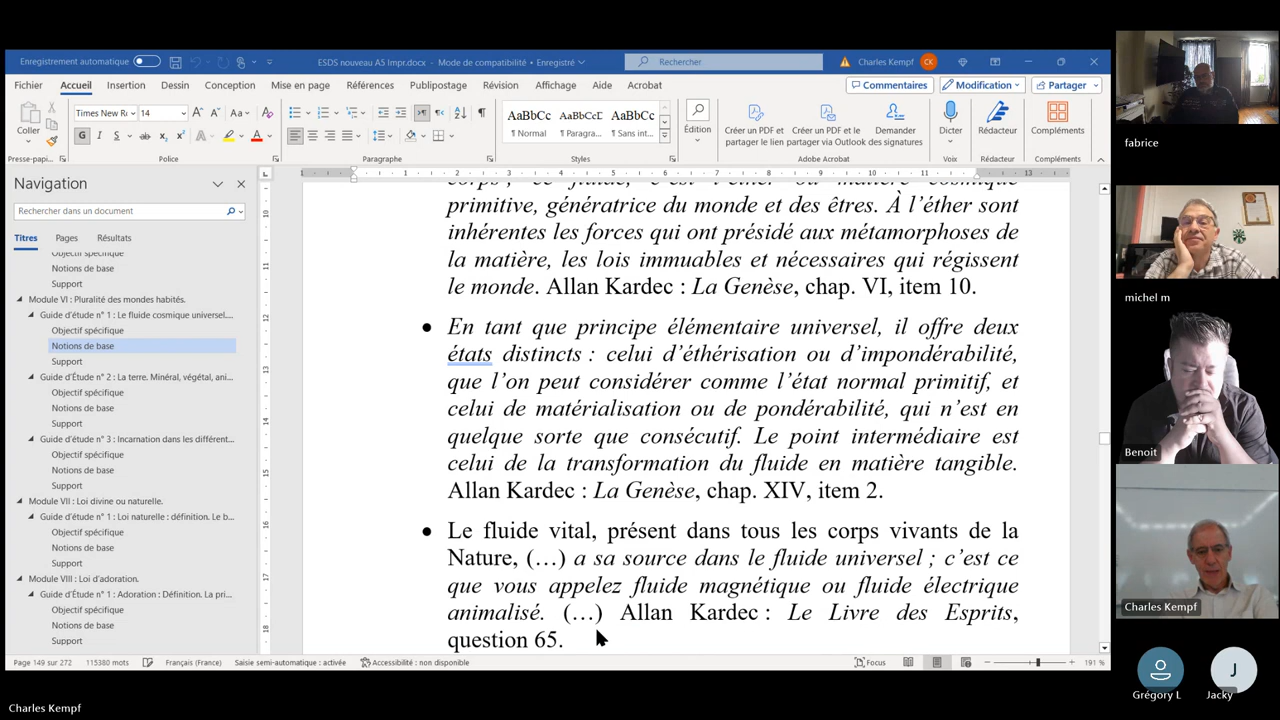 Enregistrement automatique
ESDS nouveau A5 Impr.docx - Mode de compatibilité • Enregistré
Rechercher
Charles Kempf
CK
Fichier Accueil Insertion Dessin Conception Mise en page Références Publipostage Révision Affichage Aide Acrobat
Commentaires
Modification
Partager
Coller
Times New Ro
14
G I S ab x₂ x²
AaBbCc AaBbCcD AaBbCc
¶ Normal ¶ Paragra... ¶ Sans int...
Édition
Créer un PDF et partager le lien
Créer un PDF et le partager via Outlook
Demander des signatures
Dicter
Rédacteur
Compléments
Presse-papi... Police Paragraphe Styles Adobe Acrobat Voix Rédacteur Compléments
Navigation
Rechercher dans un document
Titres Pages Résultats
Objectif spécifique
Notions de base
Support
Module VI : Pluralité des mondes habités.
Guide d'étude n° 1 : Le fluide cosmique universel....
Objectif spécifique
Notions de base
Support
Guide d'Étude n° 2 : La terre. Minéral, végétal, ani...
Objectif spécifique
Notions de base
Support
Guide d'étude n° 3 : Incarnation dans les différent...
Objectif spécifique
Notions de base
Support
Module VII : Loi divine ou naturelle.
Guide d'étude n° 1 : Loi naturelle : définition. Le b...
Objectif spécifique
Notions de base
Support
Module VIII : Loi d'adoration.
Guide d'étude n° 1 : Adoration : Définition. La pri...
Objectif spécifique
Notions de base
Support
corps ; ce fluide, c'est l'éther ou matière cosmique
primitive, génératrice du monde et des êtres. À l'éther sont
inhérentes les forces qui ont présidé aux métamorphoses de
la matière, les lois immuables et nécessaires qui régissent
le monde. Allan Kardec : La Genèse, chap. VI, item 10.
• En tant que principe élémentaire universel, il offre deux
états distincts : celui d'éthérisation ou d'impondérabilité,
que l'on peut considérer comme l'état normal primitif, et
celui de matérialisation ou de pondérabilité, qui n'est en
quelque sorte que consécutif. Le point intermédiaire est
celui de la transformation du fluide en matière tangible.
Allan Kardec : La Genèse, chap. XIV, item 2.
• Le fluide vital, présent dans tous les corps vivants de la
Nature, (…) a sa source dans le fluide universel ; c'est ce
que vous appelez fluide magnétique ou fluide électrique
animalisé. (…) Allan Kardec : Le Livre des Esprits,
question 65.
Page 149 sur 272 115380 mots Français (France) Saisie semi-automatique : activée Accessibilité : non disponible Focus 191 %
fabrice
michel m
Benoit
Charles Kempf
Grégory L
J
Jacky
Charles Kempf